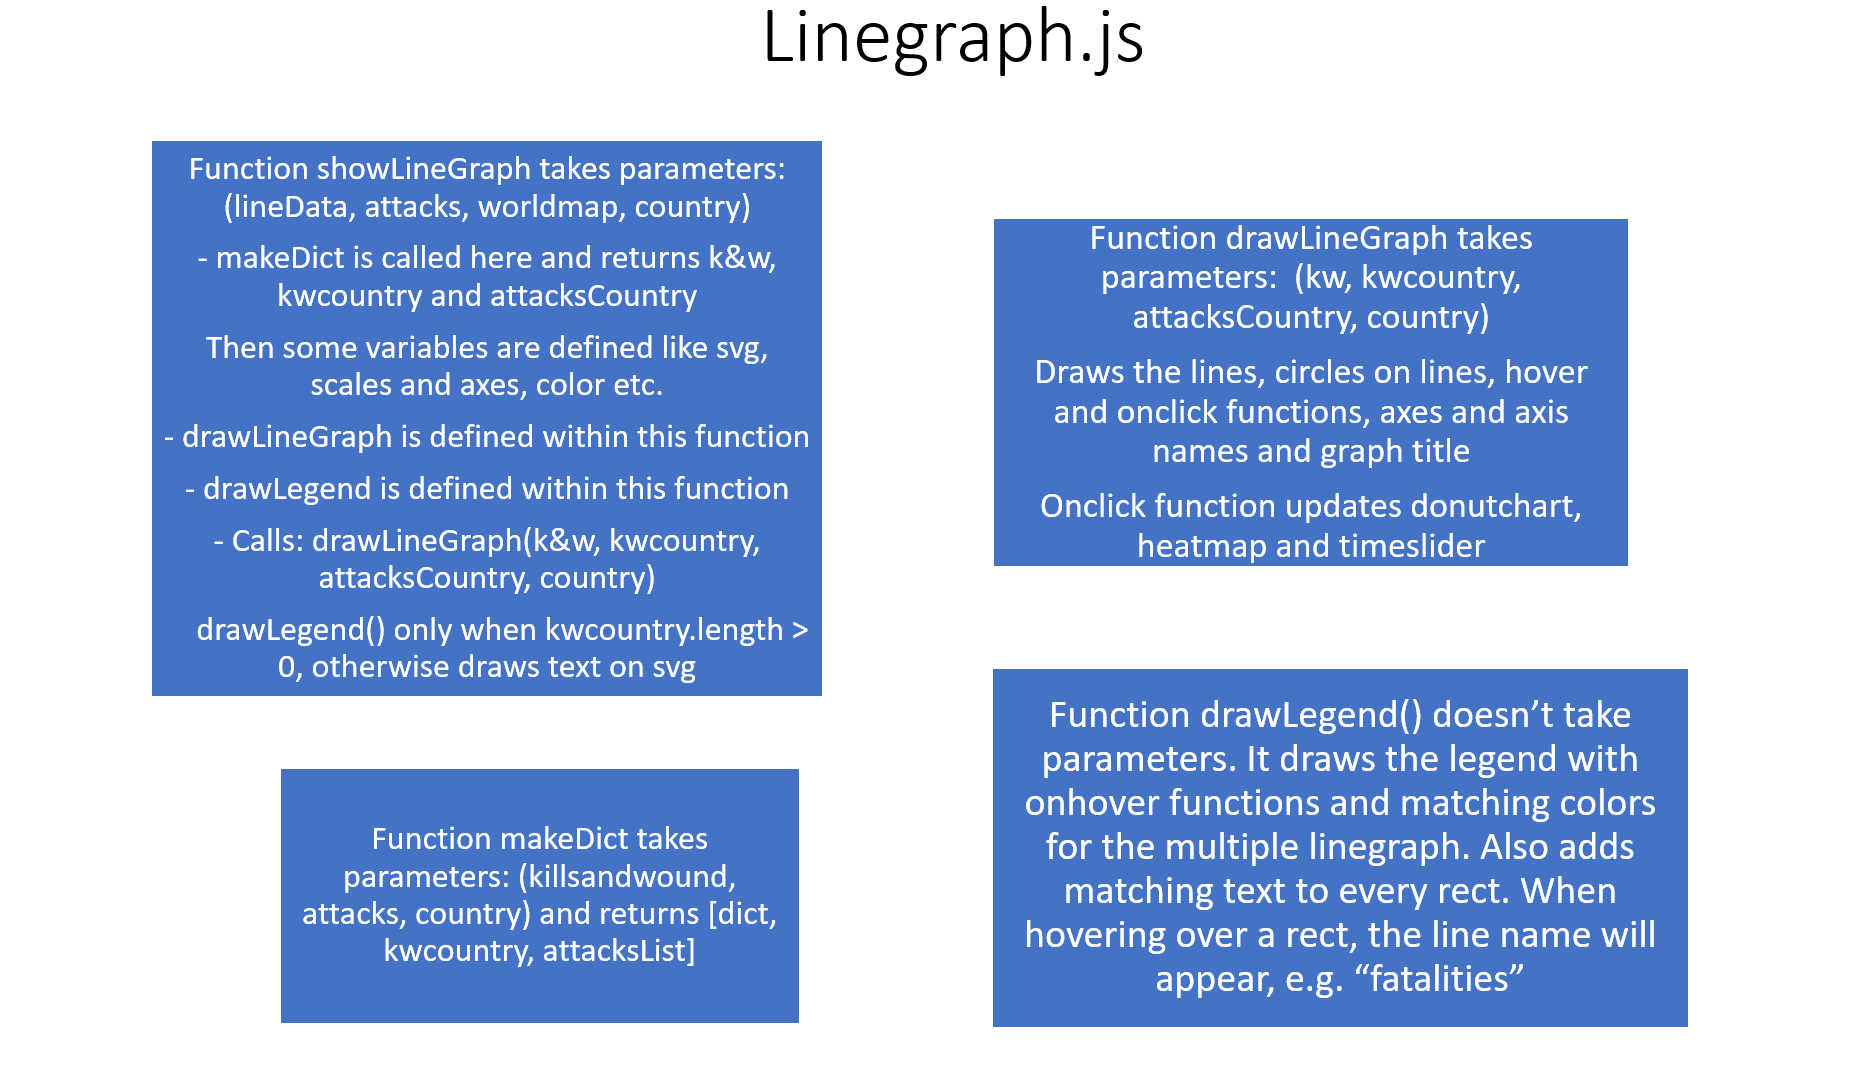 Linegraph.js
Function showLineGraph takes parameters:
(lineData, attacks, worldmap, country)
- makeDict is called here and returns k&w,
kwcountry and attacksCountry
Then some variables are defined like svg,
scales and axes, color etc.
- drawLineGraph is defined within this function
- drawLegend is defined within this function
- Calls: drawLineGraph(k&w, kwcountry,
attacksCountry, country)
drawLegend() only when kwcountry.length >
0, otherwise draws text on svg
Function makeDict takes
parameters: (killsandwound,
attacks, country) and returns [dict,
kwcountry, attacksList]
Function drawLineGraph takes
parameters:  (kw, kwcountry,
attacksCountry, country)
Draws the lines, circles on lines, hover
and onclick functions, axes and axis
names and graph title
Onclick function updates donutchart,
heatmap and timeslider
Function drawLegend() doesn’t take
parameters. It draws the legend with
onhover functions and matching colors
for the multiple linegraph. Also adds
matching text to every rect. When
hovering over a rect, the line name will
appear, e.g. “fatalities”